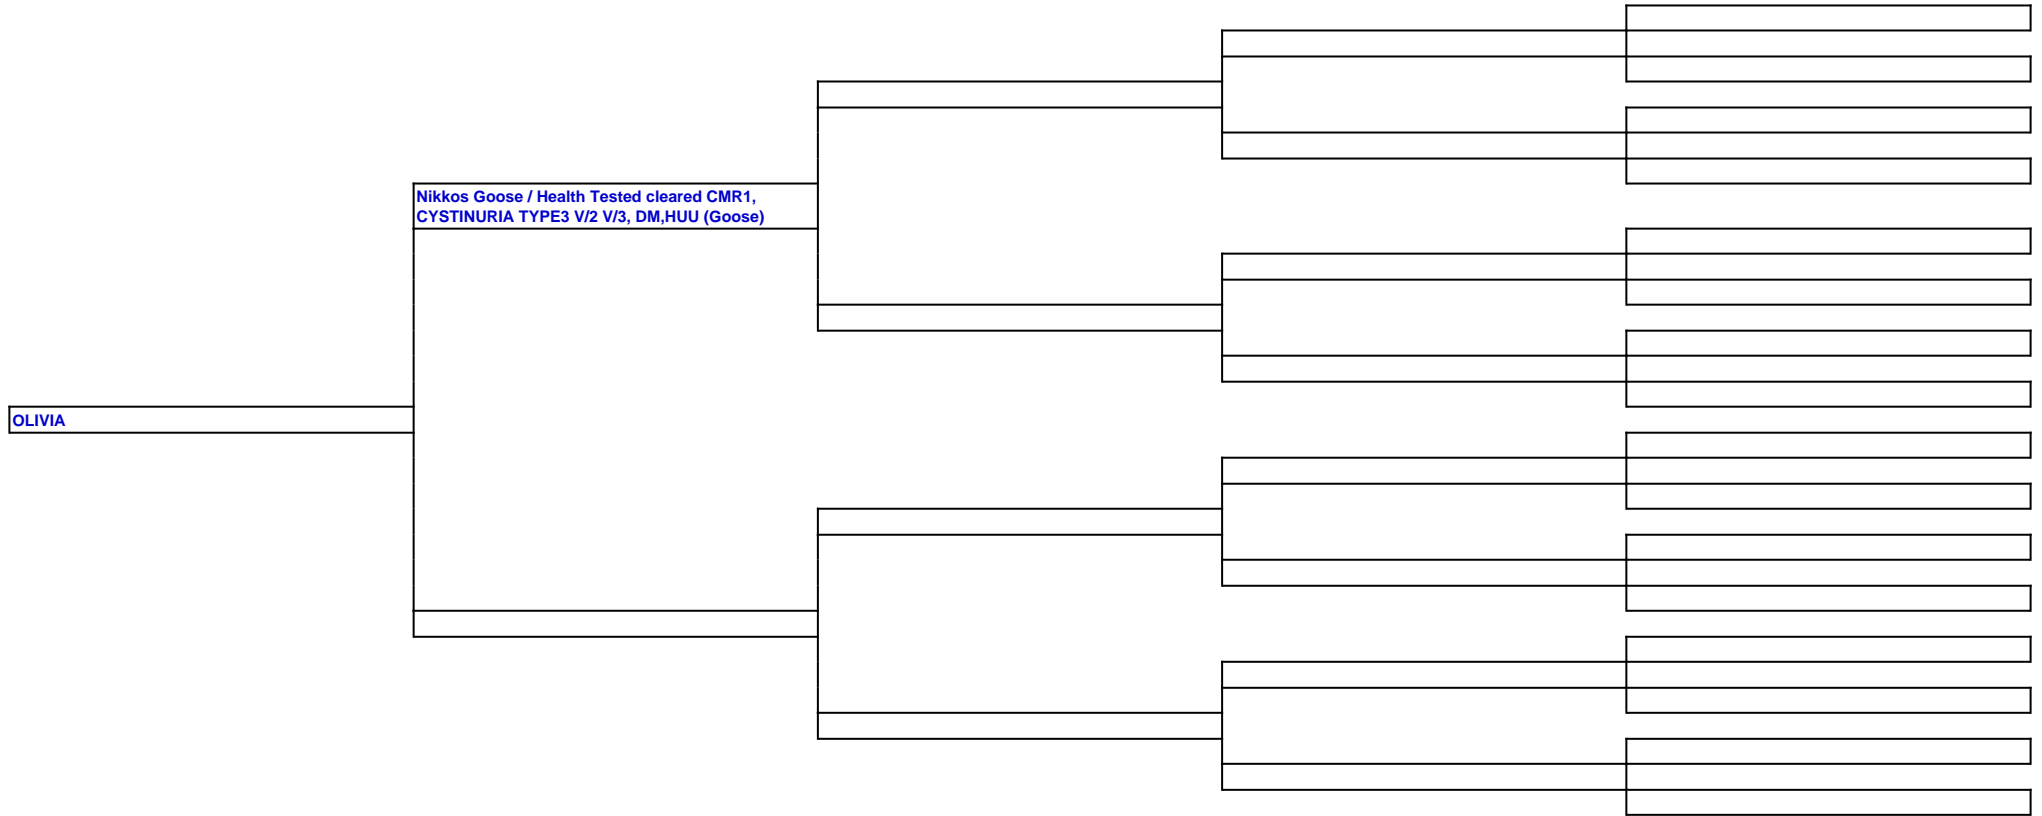 Nikkos Goose / Health Tested cleared CMR1,
CYSTINURIA TYPE3 V/2 V/3, DM,HUU (Goose)
OLIVIA